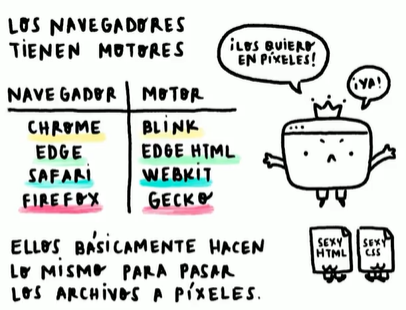 LOS NAVEGADORES
TIENEN MOTORES
¡LOS QUIERO
EN PÍXELES!
¡YA!
NAVEGADOR MOTOR
CHROME BLINK
EDGE EDGE HTML
SAFARI WEBKIT
FIREFOX GECKO
SEXY HTML
SEXY CSS
ELLOS BÁSICAMENTE HACEN
LO MISMO PARA PASAR
LOS ARCHIVOS A PÍXELES.